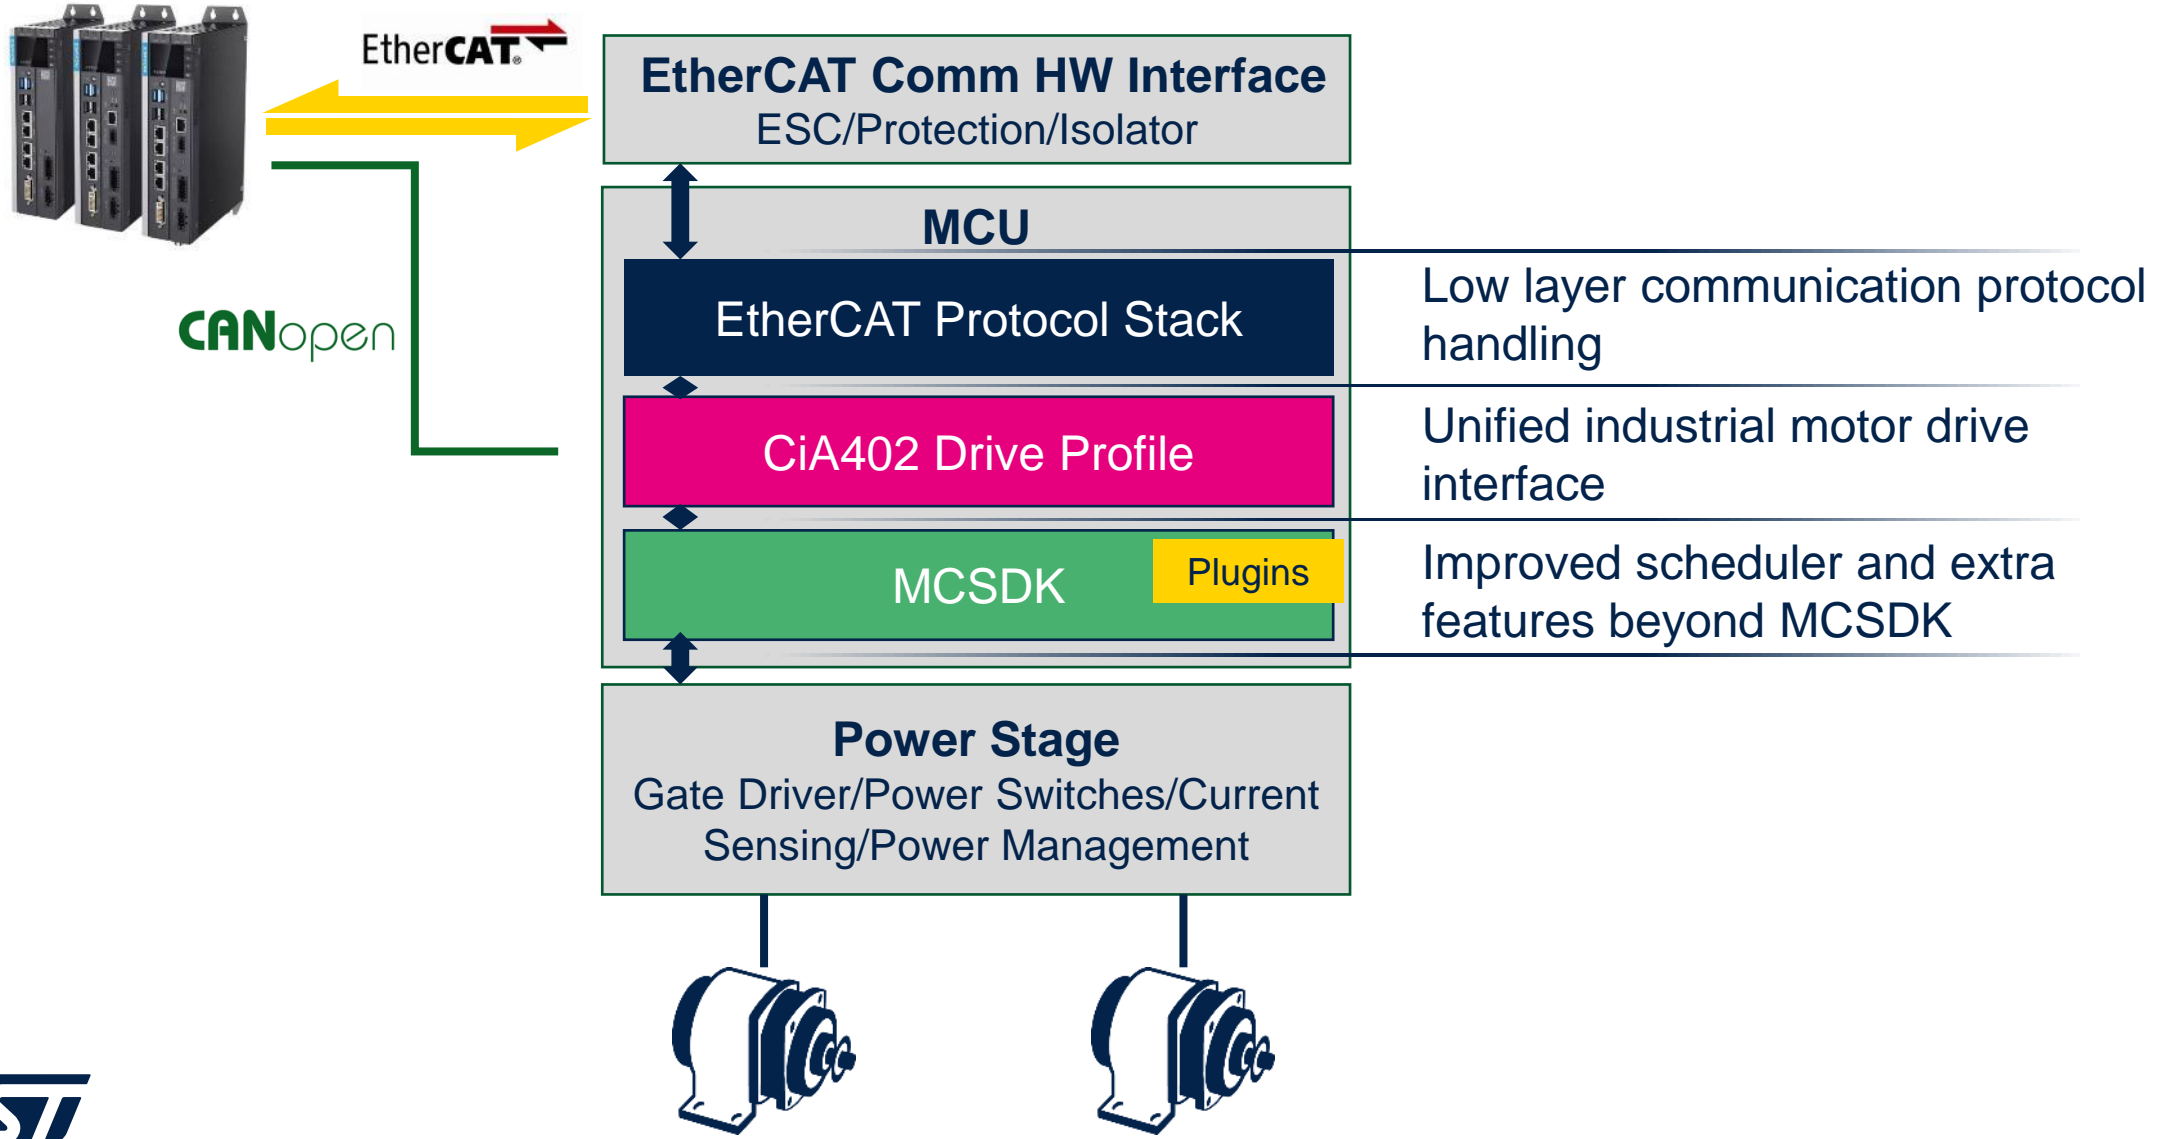 EtherCAT®
EtherCAT Comm HW Interface
ESC/Protection/Isolator
MCU
EtherCAT Protocol Stack
Low layer communication protocol
handling
CANopen
CiA402 Drive Profile
Unified industrial motor drive
interface
MCSDK
Plugins
Improved scheduler and extra
features beyond MCSDK
Power Stage
Gate Driver/Power Switches/Current
Sensing/Power Management
ST